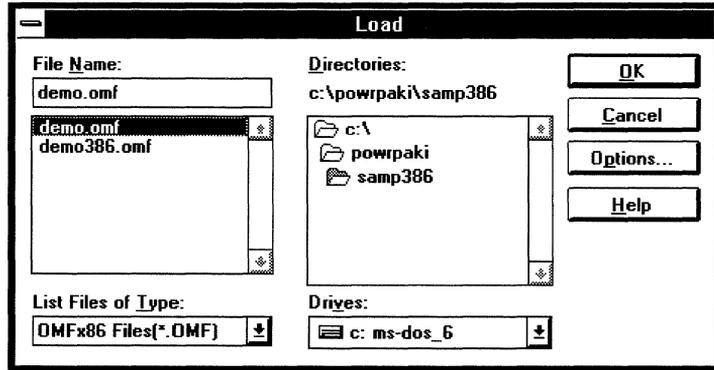 Load
File Name:
demo.omf
demo.omf
demo386.omf
List Files of Type:
OMFx86 Files(*.OMF)
Directories:
c:\powrpaki\samp386
c:\
powrpaki
samp386
Drives:
c: ms-dos_6
OK
Cancel
Options...
Help